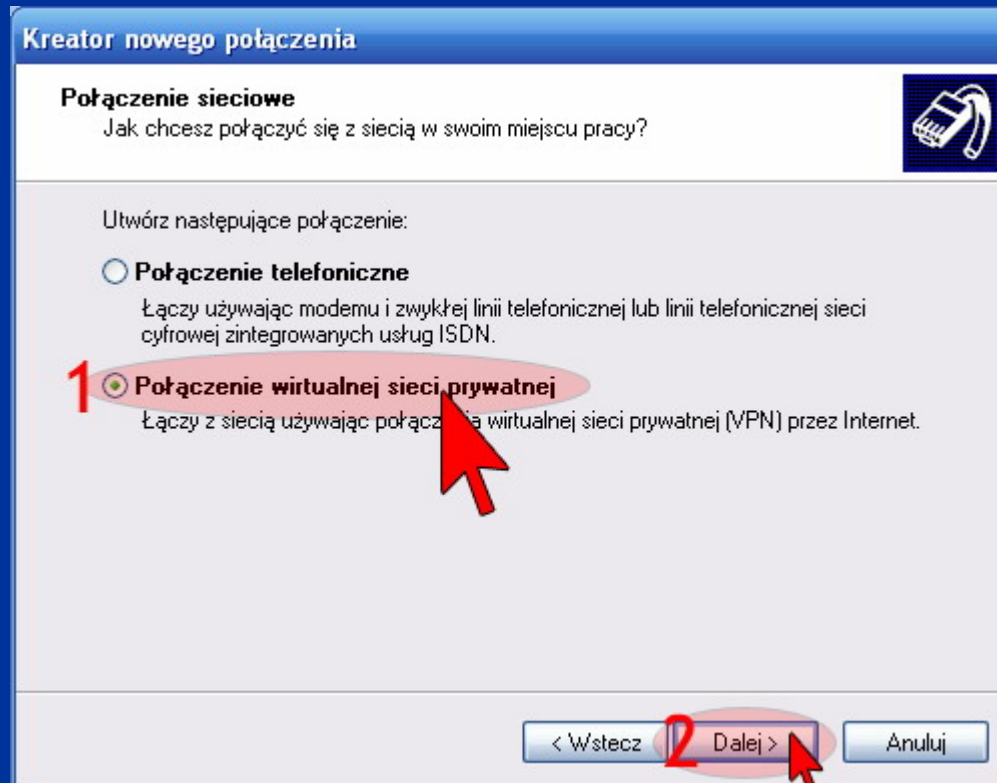 Kreator nowego połączenia
Połączenie sieciowe
Jak chcesz połączyć się z siecią w swoim miejscu pracy?
Utwórz następujące połączenie:
Połączenie telefoniczne
Łączy używając modemu i zwykłej linii telefonicznej lub linii telefonicznej sieci
cyfrowej zintegrowanych usług ISDN.
1 Połączenie wirtualnej sieci prywatnej
Łączy z siecią używając połączenia wirtualnej sieci prywatnej (VPN) przez Internet.
< Wstecz 2 Dalej > Anuluj